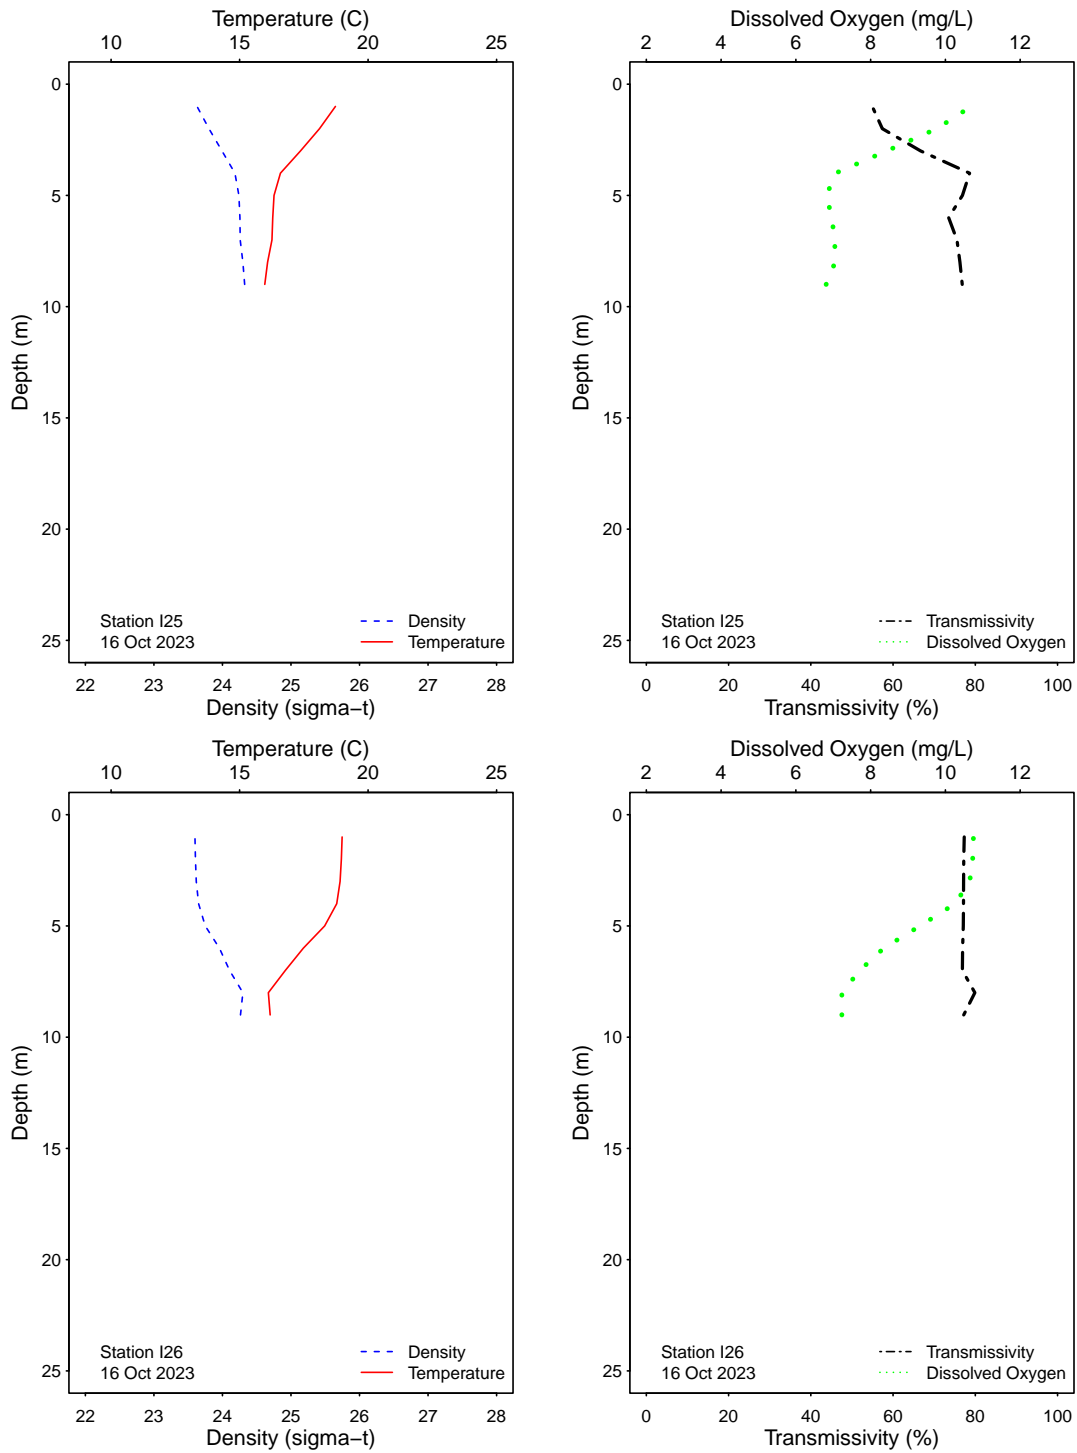 Temperature (C)
10 15 20 25
0
5
10
15
20
25
Depth (m)
Station I25
16 Oct 2023
Density
Temperature
22 23 24 25 26 27 28
Density (sigma−t)
Dissolved Oxygen (mg/L)
2 4 6 8 10 12
0
5
10
15
20
25
Depth (m)
Station I25
16 Oct 2023
Transmissivity
Dissolved Oxygen
0 20 40 60 80 100
Transmissivity (%)
Temperature (C)
10 15 20 25
0
5
10
15
20
25
Depth (m)
Station I26
16 Oct 2023
Density
Temperature
22 23 24 25 26 27 28
Density (sigma−t)
Dissolved Oxygen (mg/L)
2 4 6 8 10 12
0
5
10
15
20
25
Depth (m)
Station I26
16 Oct 2023
Transmissivity
Dissolved Oxygen
0 20 40 60 80 100
Transmissivity (%)